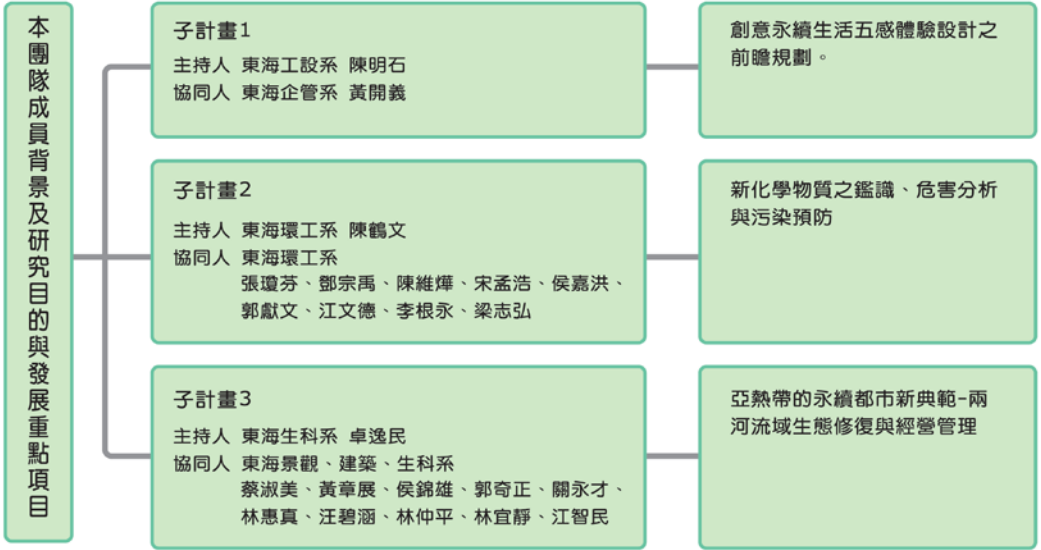 本團隊成員背景及研究目的與發展重點項目
子計畫1
主持人 東海工設系 陳明石
協同人 東海企管系 黃開義
創意永續生活五感體驗設計之
前瞻規劃。
子計畫2
主持人 東海環工系 陳鶴文
協同人 東海環工系
張瓊芬、鄧宗禹、陳維燁、宋孟浩、侯嘉洪、
郭獻文、江文德、李根永、梁志弘
新化學物質之鑑識、危害分析
與污染預防
子計畫3
主持人 東海生科系 卓逸民
協同人 東海景觀、建築、生科系
蔡淑美、黃章展、侯錦雄、郭奇正、關永才、
林惠真、汪碧涵、林仲平、林宜靜、江智民
亞熱帶的永續都市新典範-兩
河流域生態修復與經營管理